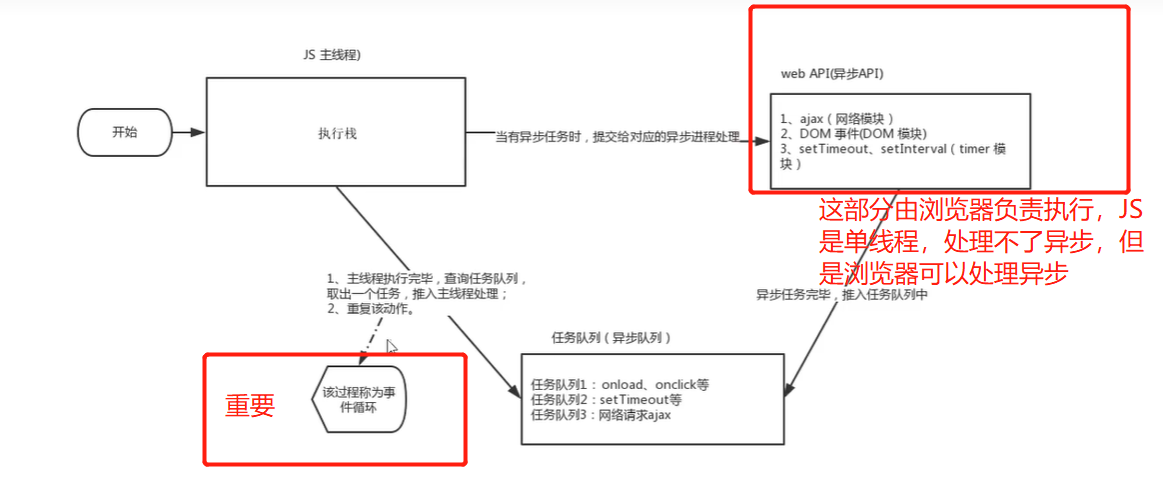 JS 主线程)
web API(异步API)
开始
执行栈
当有异步任务时，提交给对应的异步进程处理
1、ajax（网络模块）
2、DOM 事件(DOM 模块)
3、setTimeout、setInterval（timer 模
块）
这部分由浏览器负责执行，JS
是单线程，处理不了异步，但
是浏览器可以处理异步
1、主线程执行完毕，查询任务队列，
取出一个任务，推入主线程处理；
2、重复该动作。
异步任务完毕，推入任务队列中
任务队列（异步队列）
重要
该过程称为事
件循环
任务队列1：onload、onclick等
任务队列2：setTimeout等
任务队列3：网络请求ajax